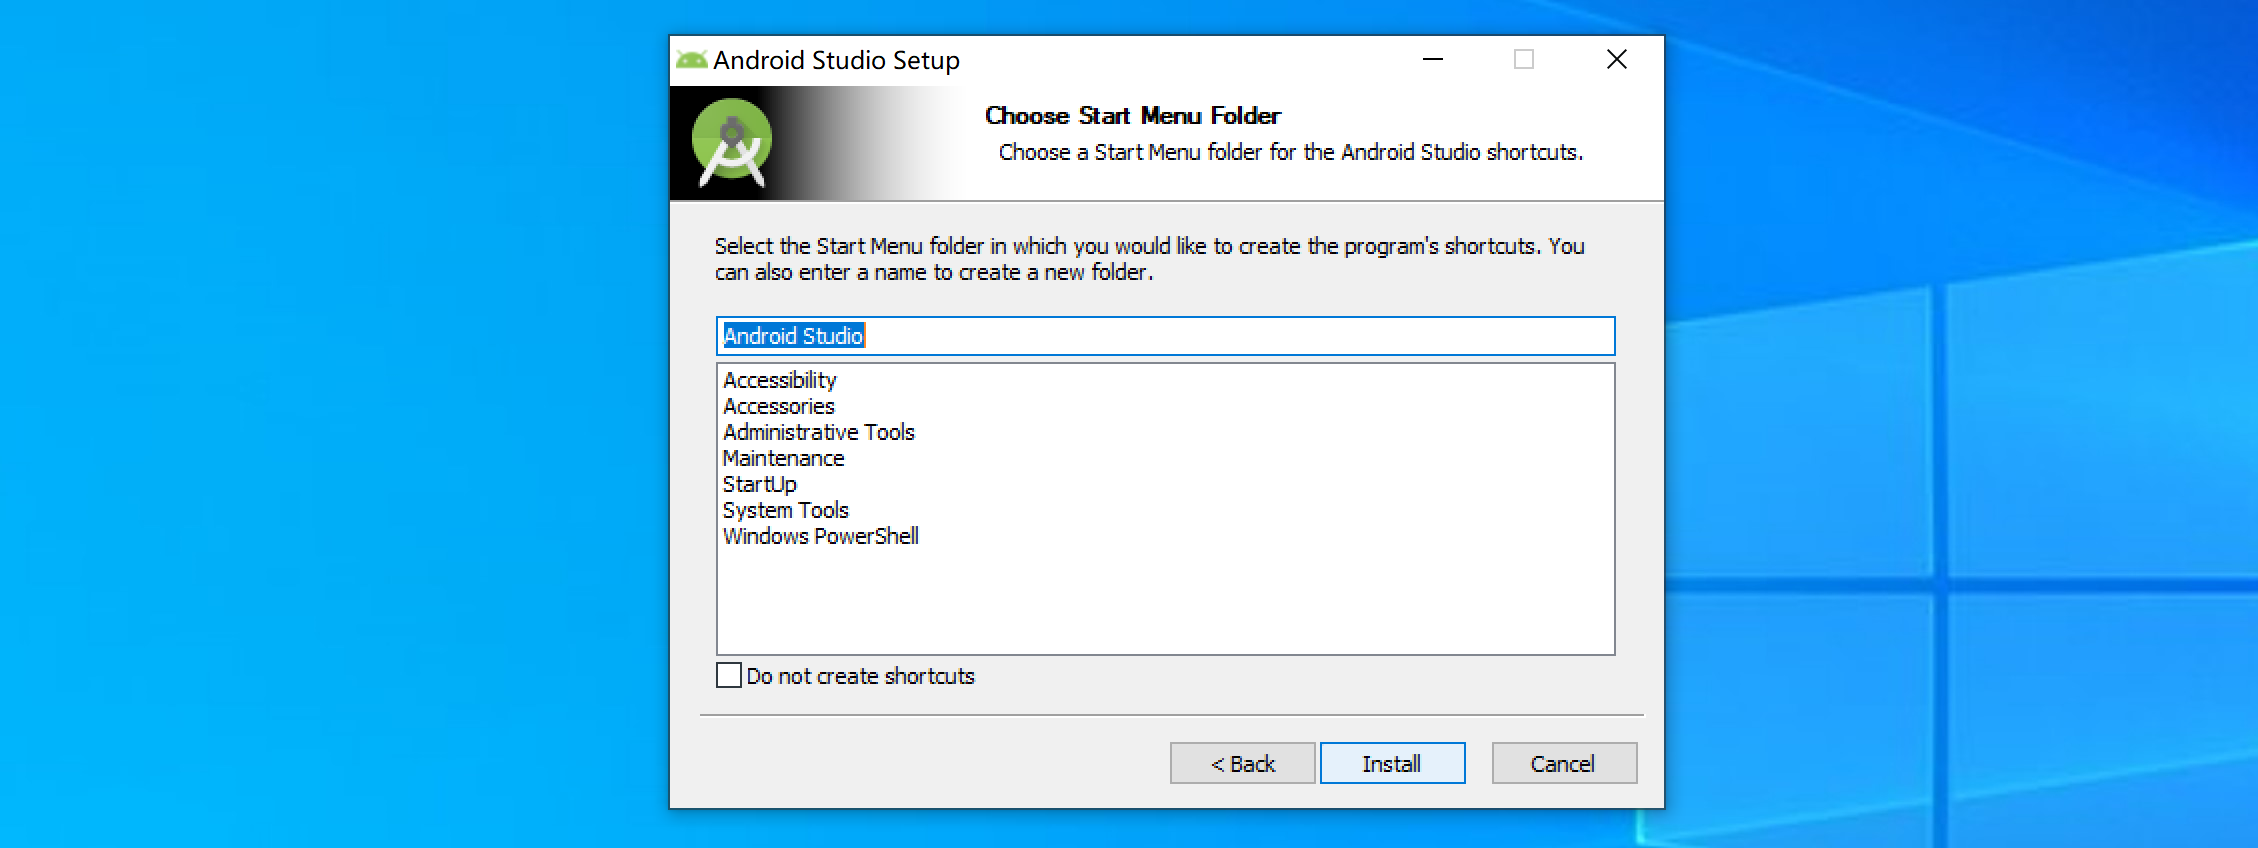 Android Studio Setup
Choose Start Menu Folder
Choose a Start Menu folder for the Android Studio shortcuts.
Select the Start Menu folder in which you would like to create the program's shortcuts. You
can also enter a name to create a new folder.
Android Studio
Accessibility
Accessories
Administrative Tools
Maintenance
StartUp
System Tools
Windows PowerShell
Do not create shortcuts
< Back
Install
Cancel